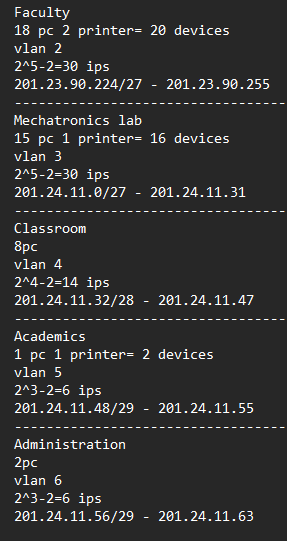 Faculty
18 pc 2 printer= 20 devices
vlan 2
2^5-2=30 ips
201.23.90.224/27 - 201.23.90.255
----------------------------------
Mechatronics lab
15 pc 1 printer= 16 devices
vlan 3
2^5-2=30 ips
201.24.11.0/27 - 201.24.11.31
----------------------------------
Classroom
8pc
vlan 4
2^4-2=14 ips
201.24.11.32/28 - 201.24.11.47
----------------------------------
Academics
1 pc 1 printer= 2 devices
vlan 5
2^3-2=6 ips
201.24.11.48/29 - 201.24.11.55
----------------------------------
Administration
2pc
vlan 6
2^3-2=6 ips
201.24.11.56/29 - 201.24.11.63